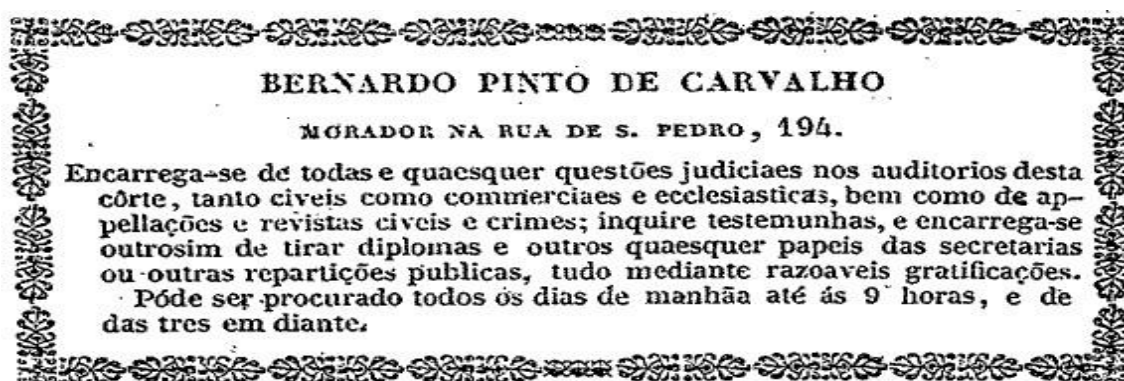 BERNARDO PINTO DE CARVALHO
MORADOR NA RUA DE S. PEDRO, 194.
Encarrega-se de todas e quaesquer questões judiciaes nos auditorios desta
côrte, tanto civeis como commerciaes e ecclesiasticas, bem como de ap-
pellações e revistas civeis e crimes; inquire testemunhas, e encarrega-se
outrosim de tirar diplomas e outros quaesquer papeis das secretarias
ou outras repartições publicas, tudo mediante razoaveis gratificações.
Póde ser procurado todos os dias de manhãa até ás 9 horas, e de
das tres em diante.